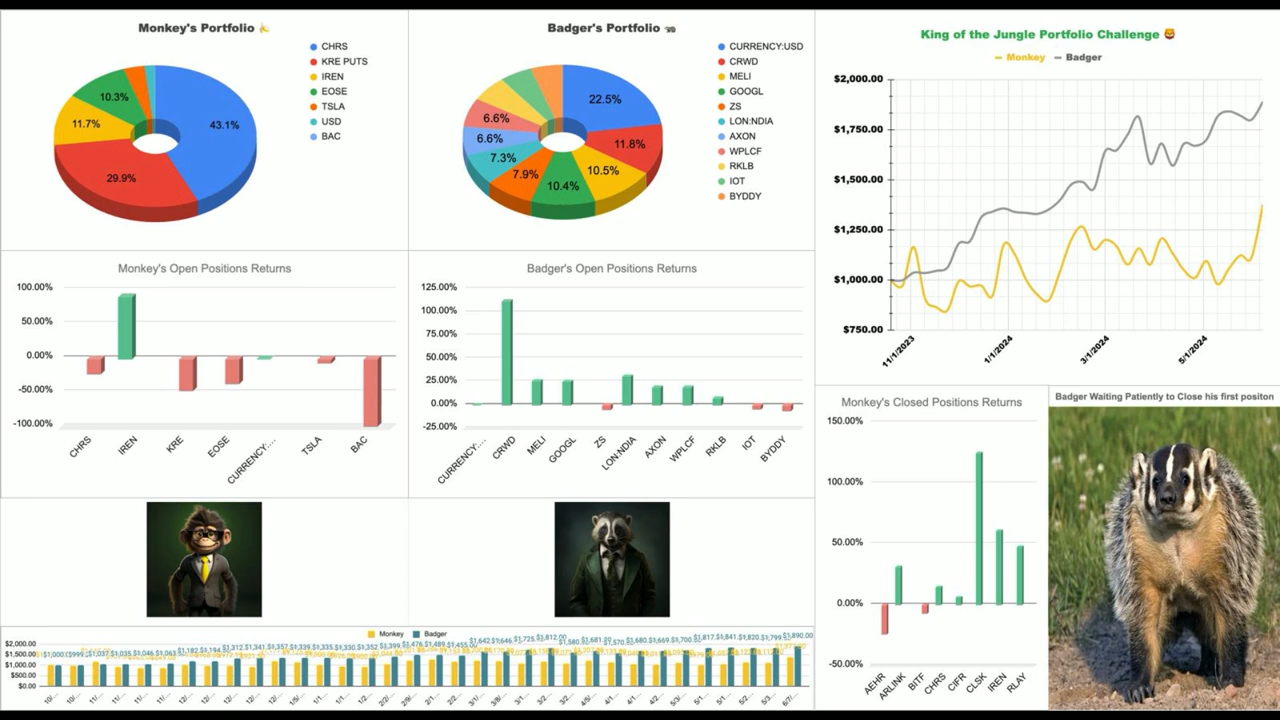 Monkey's Portfolio 🍌
CHRS
KRE PUTS
IREN
EOSE
TSLA
USD
BAC
43.1%
29.9%
11.7%
10.3%
Badger's Portfolio 🦡
CURRENCY:USD
CRWD
MELI
GOOGL
ZS
LON:NDIA
AXON
WPLCF
RKLB
IOT
BYDDY
22.5%
11.8%
10.5%
10.4%
7.9%
7.3%
6.6%
6.6%
King of the Jungle Portfolio Challenge 🦁
Monkey Badger
$2,000.00
$1,750.00
$1,500.00
$1,250.00
$1,000.00
$750.00
11/1/2023 1/1/2024 3/1/2024 5/1/2024
Monkey's Open Positions Returns
100.00%
50.00%
0.00%
-50.00%
-100.00%
CHRS IREN KRE EOSE CURRENCY:... TSLA BAC
Badger's Open Positions Returns
125.00%
100.00%
75.00%
50.00%
25.00%
0.00%
-25.00%
CURRENCY:... CRWD MELI GOOGL ZS LON:NDIA AXON WPLCF RKLB IOT BYDDY
Monkey's Closed Positions Returns
150.00%
100.00%
50.00%
0.00%
-50.00%
AEHR ARLINK BITF CHRS CIFR CLSK IREN RLAY
Badger Waiting Patiently to Close his first positon
Monkey Badger
$2,000.00
$1,500.00
$1,000.00
$500.00
$0.00